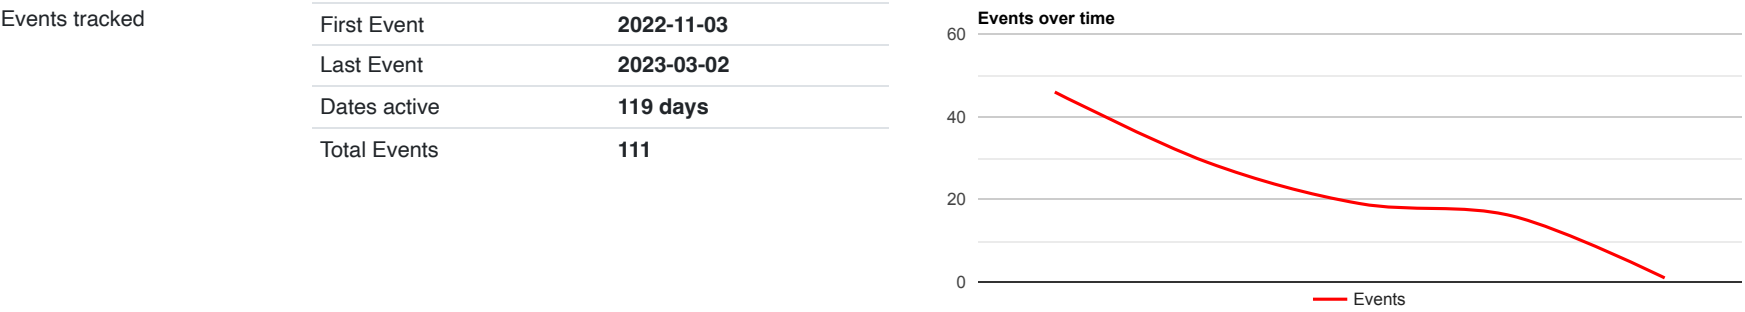 Events tracked
First Event 2022-11-03
Last Event 2023-03-02
Dates active 119 days
Total Events 111
Events over time
60
40
20
0
Events